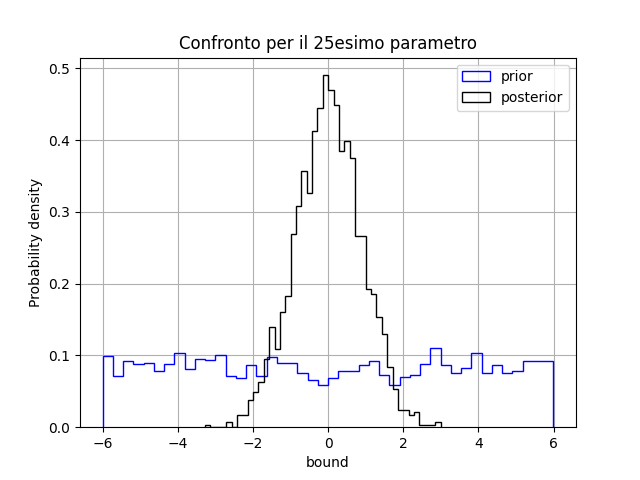 Confronto per il 25esimo parametro
prior
posterior
0.5
0.4
0.3
0.2
0.1
0.0
Probability density
−6
−4
−2
0
2
4
6
bound